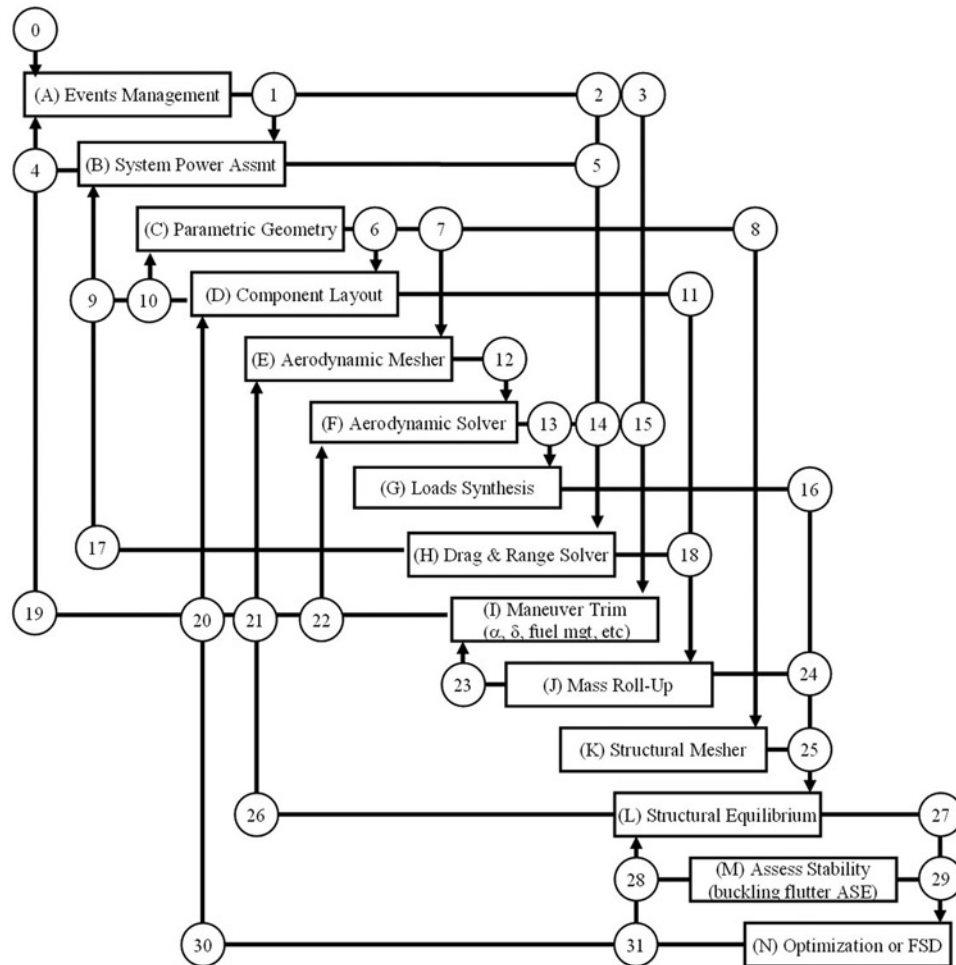 0
(A) Events Management
1
2
3
4
(B) System Power Assmt
5
(C) Parametric Geometry
6
7
8
9
10
(D) Component Layout
11
(E) Aerodynamic Mesher
12
(F) Aerodynamic Solver
13
14
15
(G) Loads Synthesis
16
17
(H) Drag & Range Solver
18
19
20
21
22
(I) Maneuver Trim
(α, δ, fuel mgt, etc)
23
(J) Mass Roll-Up
24
(K) Structural Mesher
25
26
(L) Structural Equilibrium
27
28
(M) Assess Stability
(buckling flutter ASE)
29
30
31
(N) Optimization or FSD